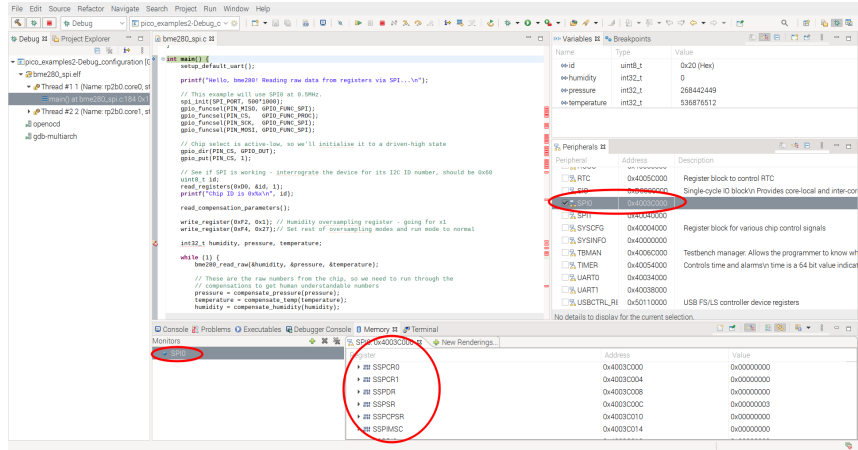 File Edit Source Refactor Navigate Search Project Run Window Help
Debug
pico_examples2-Debug_c
Debug Project Explorer
pico_examples2-Debug_configuration [C
bme280_spi.elf
Thread #1 1 (Name: rp2b0.core0, st
main() at bme280_spi.c:184 0x1
Thread #2 2 (Name: rp2b0.core1, st
openocd
gdb-multiarch
bme280_spi.c
}
int main() {
setup_default_uart();
printf("Hello, bme280! Reading raw data from registers via SPI...\n");
// This example will use SPI0 at 0.5MHz.
spi_init(SPI_PORT, 500*1000);
gpio_funcsel(PIN_MISO, GPIO_FUNC_SPI);
gpio_funcsel(PIN_CS, GPIO_FUNC_PROC);
gpio_funcsel(PIN_SCK, GPIO_FUNC_SPI);
gpio_funcsel(PIN_MOSI, GPIO_FUNC_SPI);
// Chip select is active-low, so we'll initialise it to a driven-high state
gpio_dir(PIN_CS, GPIO_OUT);
gpio_put(PIN_CS, 1);
// See if SPI is working - interrograte the device for its I2C ID number, should be 0x60
uint8_t id;
read_registers(0xD0, &id, 1);
printf("Chip ID is 0x%x\n", id);
read_compensation_parameters();
write_register(0xF2, 0x1); // Humidity oversampling register - going for x1
write_register(0xF4, 0x27);// Set rest of oversampling modes and run mode to normal
int32_t humidity, pressure, temperature;
while (1) {
bme280_read_raw(&humidity, &pressure, &temperature);
// These are the raw numbers from the chip, so we need to run through the
// compensations to get human understandable numbers
pressure = compensate_pressure(pressure);
temperature = compensate_temp(temperature);
humidity = compensate_humidity(humidity);
Variables Breakpoints
Name Type Value
id uint8_t 0x20 (Hex)
humidity int32_t 0
pressure int32_t 268442449
temperature int32_t 536876512
Peripherals
Peripheral Address Description
RTC 0x4005C000 Register block to control RTC
SIO 0xD0000000 Single-cycle IO block\n Provides core-local and inter-cor
SPI0 0x4003C000
SPI1 0x40040000
SYSCFG 0x40004000 Register block for various chip control signals
SYSINFO 0x40000000
TBMAN 0x4006C000 Testbench manager. Allows the programmer to know wh
TIMER 0x40054000 Controls time and alarms\n time is a 64 bit value indicat
UART0 0x40034000
UART1 0x40038000
USBCTRL_RE 0x50110000 USB FS/LS controller device registers
No details to display for the current selection.
Console Problems Executables Debugger Console Memory Terminal
Monitors
SPI0
SPI0: 0x4003C000 New Renderings...
Register Address Value
SSPCR0 0x4003C000 0x00000000
SSPCR1 0x4003C004 0x00000000
SSPDR 0x4003C008 0x00000000
SSPSR 0x4003C00C 0x00000003
SSPCPSR 0x4003C010 0x00000000
SSPIMSC 0x4003C014 0x00000000